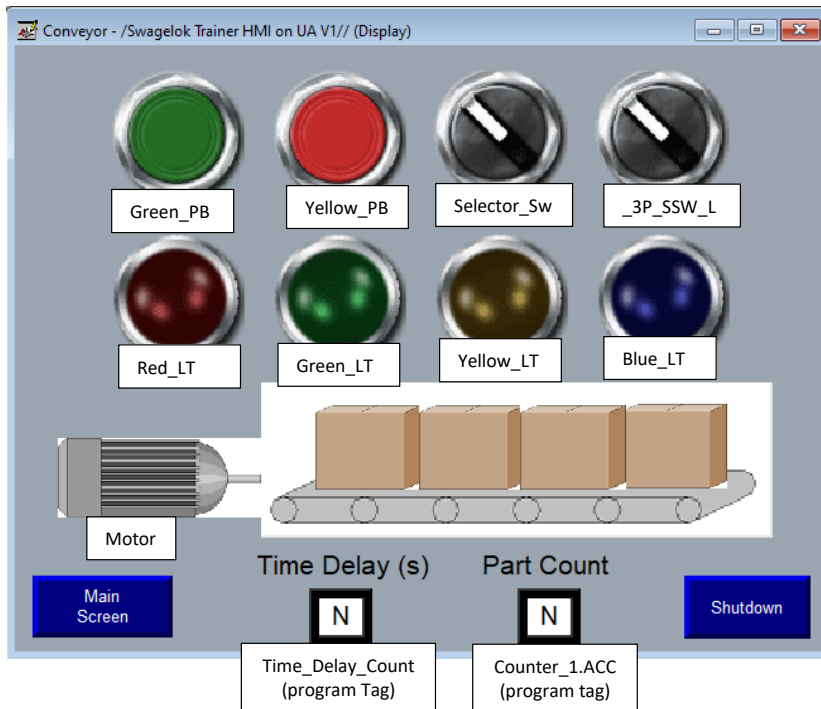 Conveyor - /Swagelok Trainer HMI on UA V1// (Display)
Green_PB
Yellow_PB
Selector_Sw
_3P_SSW_L
Red_LT
Green_LT
Yellow_LT
Blue_LT
Motor
Time Delay (s)
Part Count
Main
Screen
N
N
Shutdown
Time_Delay_Count
(program Tag)
Counter_1.ACC
(program tag)